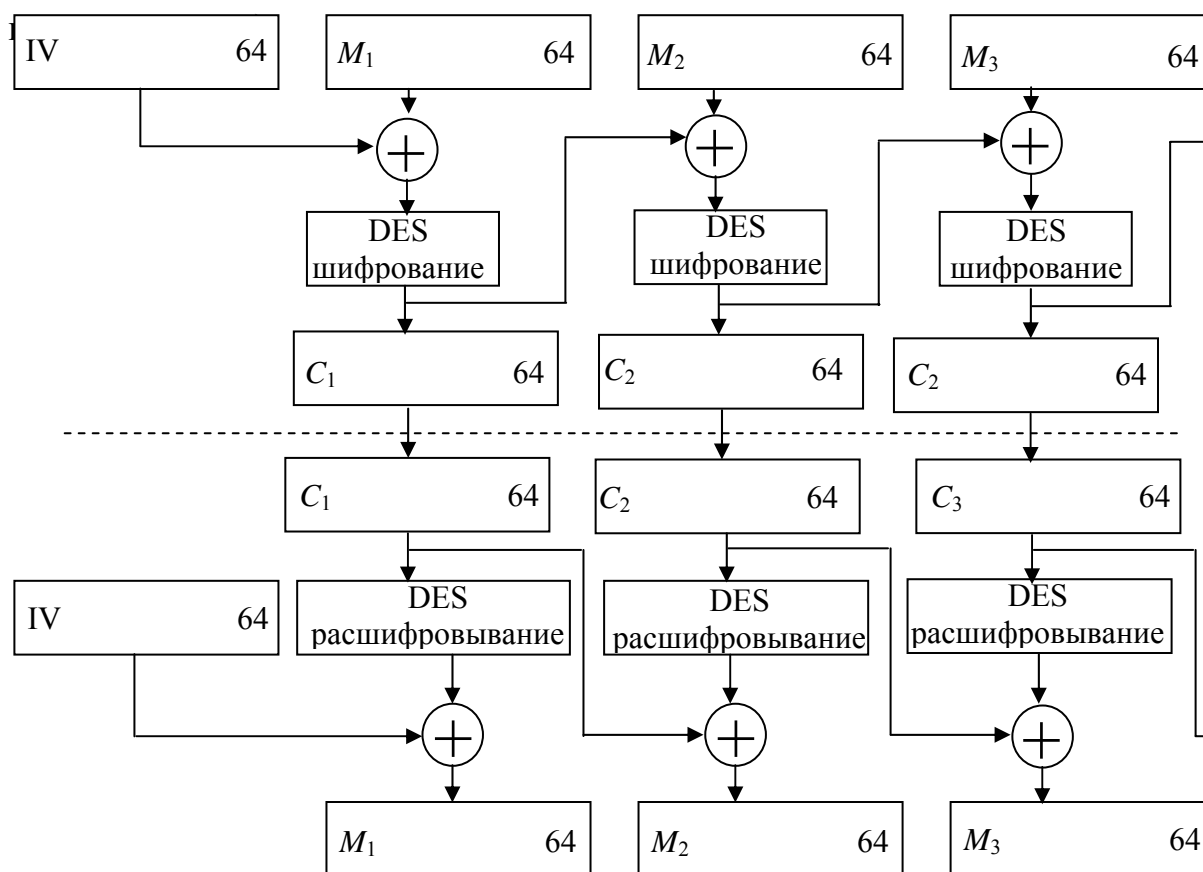 IV 64 M₁ 64 M₂ 64 M₃ 64
DES DES DES
шифрование шифрование шифрование
C₁ 64 C₂ 64 C₂ 64
C₁ 64 C₂ 64 C₃ 64
IV 64 DES DES DES
расшифровывание расшифровывание расшифровывание
M₁ 64 M₂ 64 M₃ 64